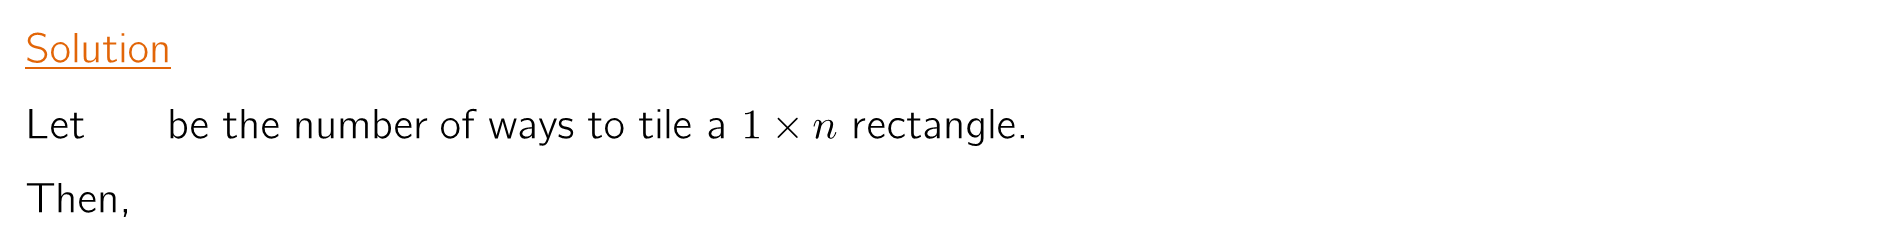 Solution
Let be the number of ways to tile a 1 × n rectangle.
Then,